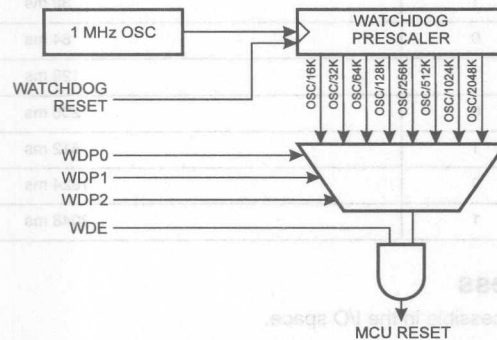 1 MHz OSC
WATCHDOG
PRESCALER
WATCHDOG
RESET
OSC/16K
OSC/32K
OSC/64K
OSC/128K
OSC/256K
OSC/512K
OSC/1024K
OSC/2048K
WDP0
WDP1
WDP2
WDE
MCU RESET